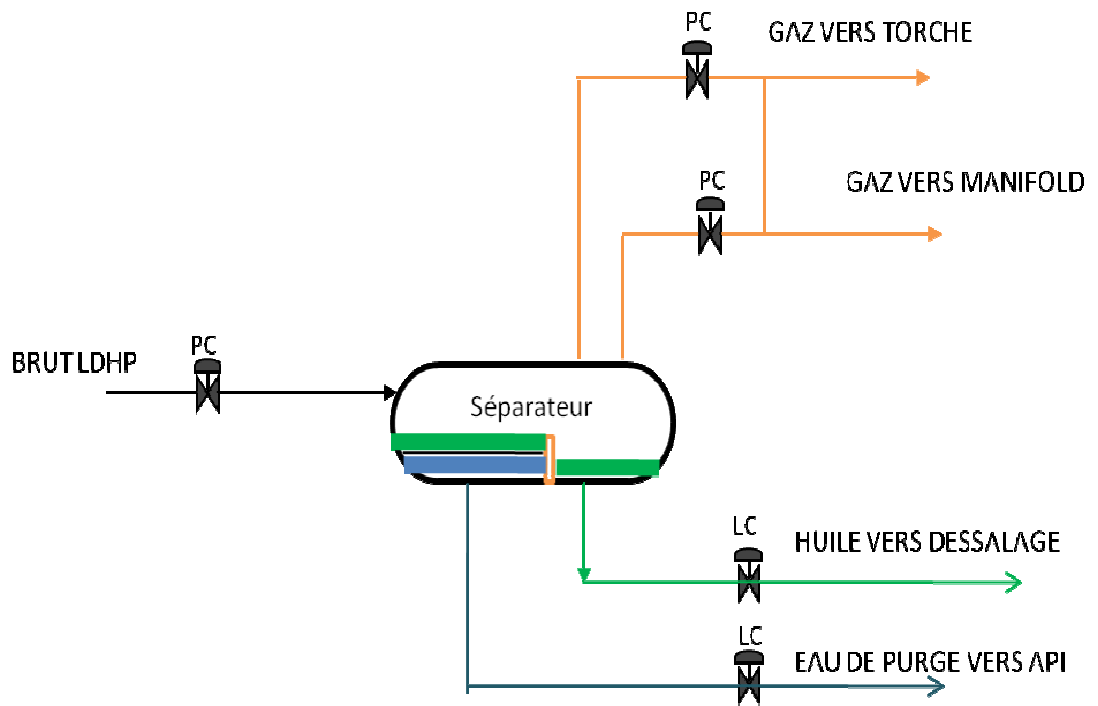 PC
GAZ VERS TORCHE
PC
GAZ VERS MANIFOLD
BRUT LDHP
PC
Séparateur
LC
HUILE VERS DESSALAGE
LC
EAU DE PURGE VERS API